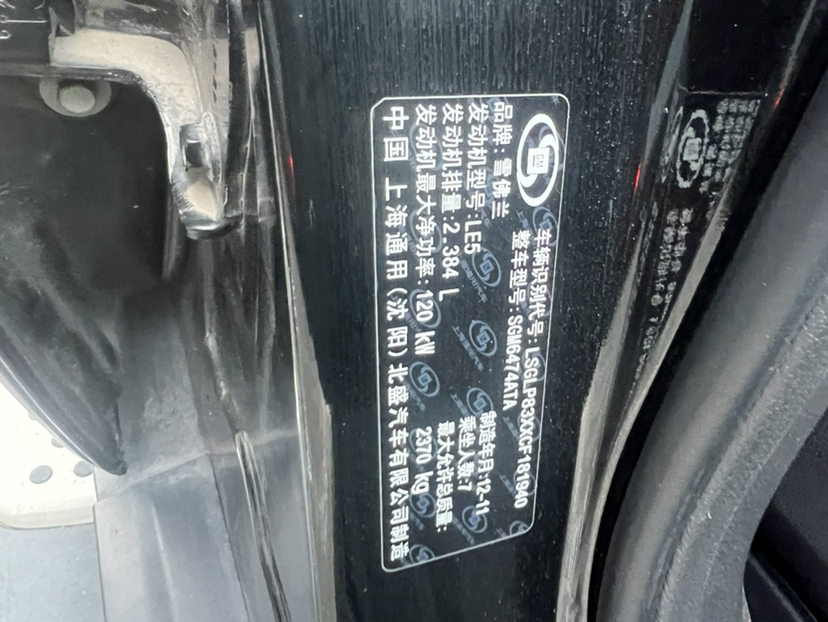 车辆识别代号:LSGLP83XXCF181940
整车型号:SGM6474ATA
品牌:雪佛兰
制造年月:12-11
发动机型号:LE5
乘坐人数:7
发动机排量:2.384 L
最大允许总质量:
发动机最大净功率:120 kW
2370 kg
中国 上海通用(沈阳)北盛汽车有限公司制造